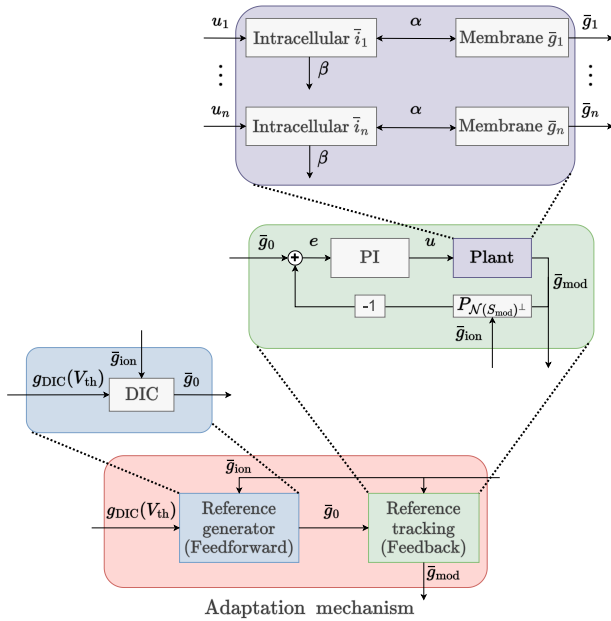 u₁ Intracellular ī₁ α Membrane ḡ₁ ḡ₁
β
⋮ ⋮
uₙ Intracellular īₙ α Membrane ḡₙ ḡₙ
β
ḡ₀ + e PI u Plant
ḡmod
-1 P𝒩(Smod)⊥
ḡion
ḡion
gDIC(Vth) DIC ḡ₀
ḡion
gDIC(Vth) Reference generator (Feedforward) ḡ₀ Reference tracking (Feedback)
ḡmod
Adaptation mechanism